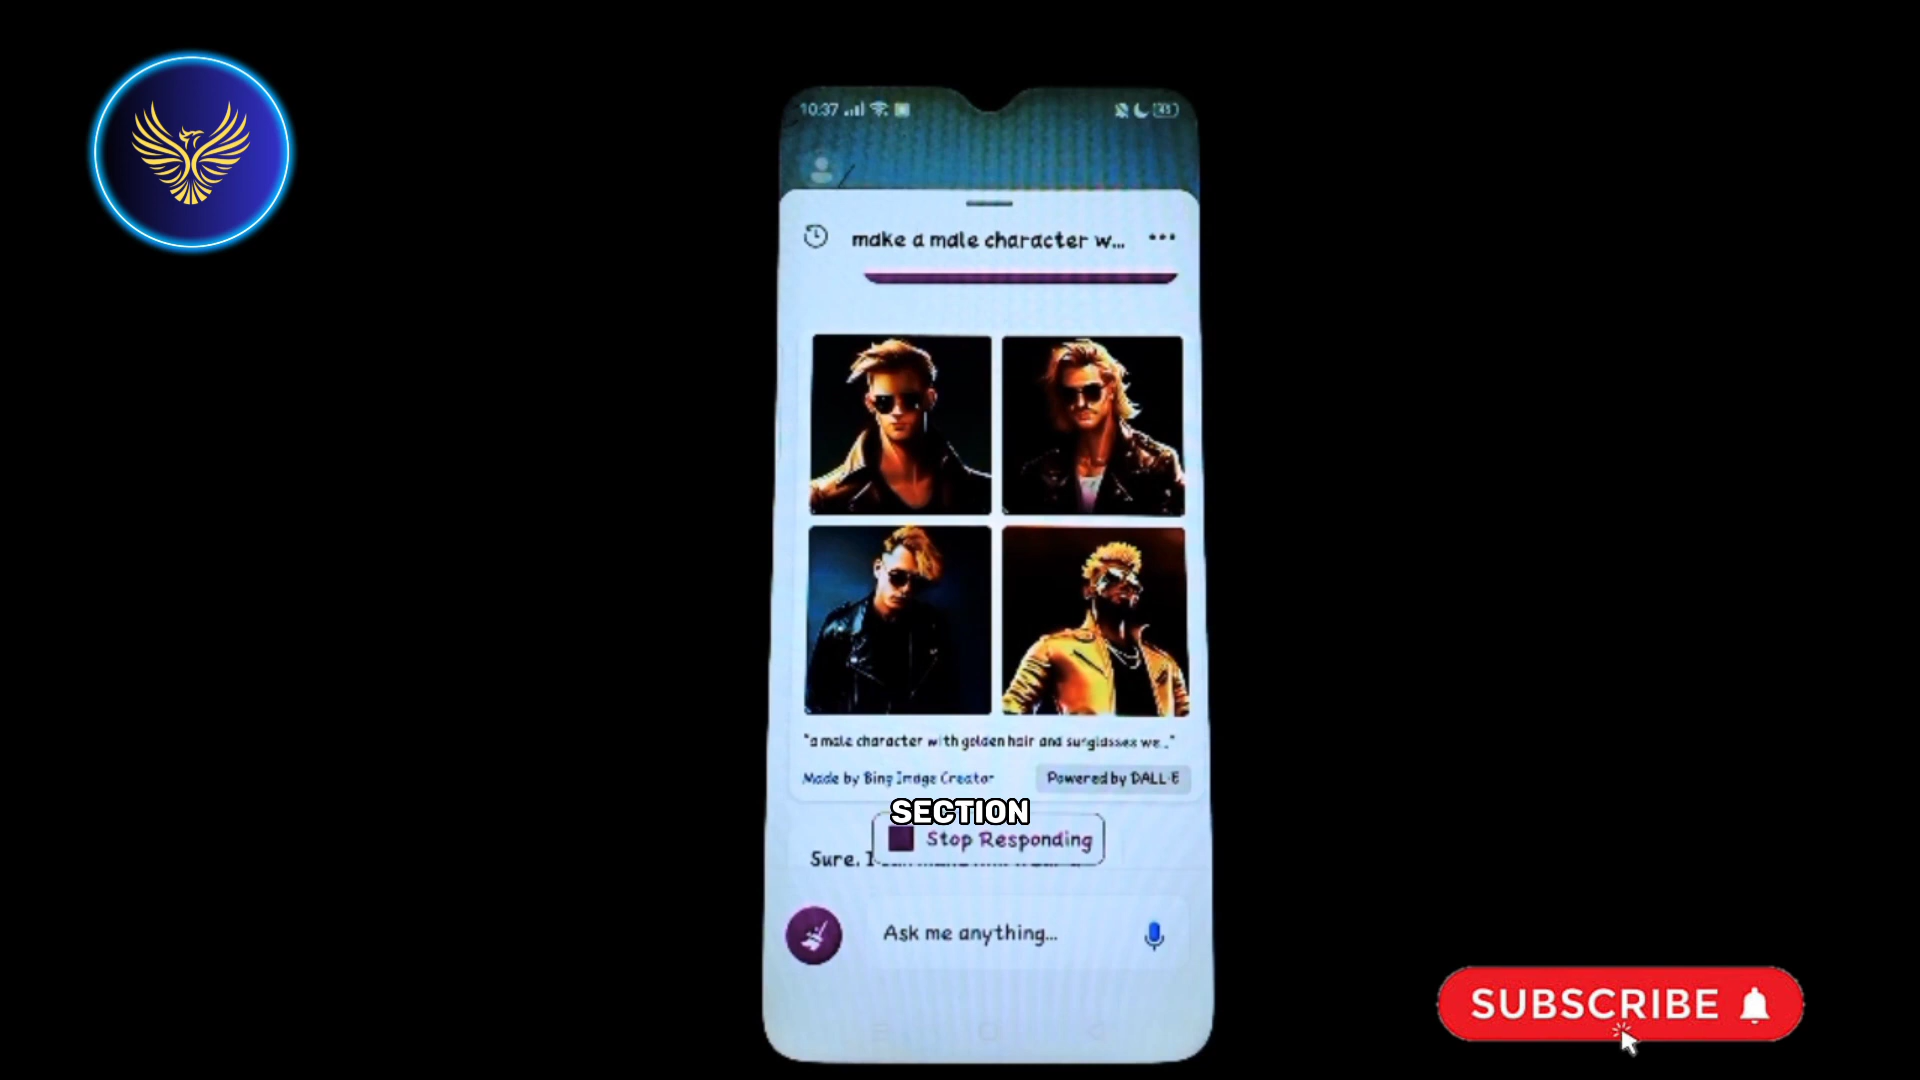 10:37
make a male character w...
"a male character with golden hair and sunglasses we..."
Made by Bing Image Creator
Powered by DALL·E
SECTION
Stop Responding
Sure. I
Ask me anything...
SUBSCRIBE